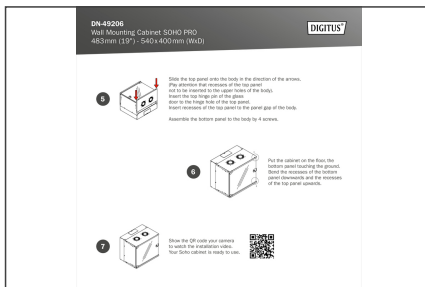 DN-49206
Wall Mounting Cabinet SOHO PRO
483mm (19") - 540x400mm (WxD)
DIGITUS®
5
Slide the top panel onto the body in the direction of the arrows.
(Pay attention that recesses of the top panel
not to be inserted to the upper holes of the body).
Insert the top hinge pin of the glass
door to the hinge hole of the top panel.
Insert recesses of the top panel to the panel gap of the body.
Assemble the bottom panel to the body by 4 screws.
6
Put the cabinet on the floor, the
bottom panel touching the ground.
Bend the recesses of the bottom
panel downwards and the recesses
of the top panel upwards.
7
Show the QR code your camera
to watch the installation video.
Your Soho cabinet is ready to use.